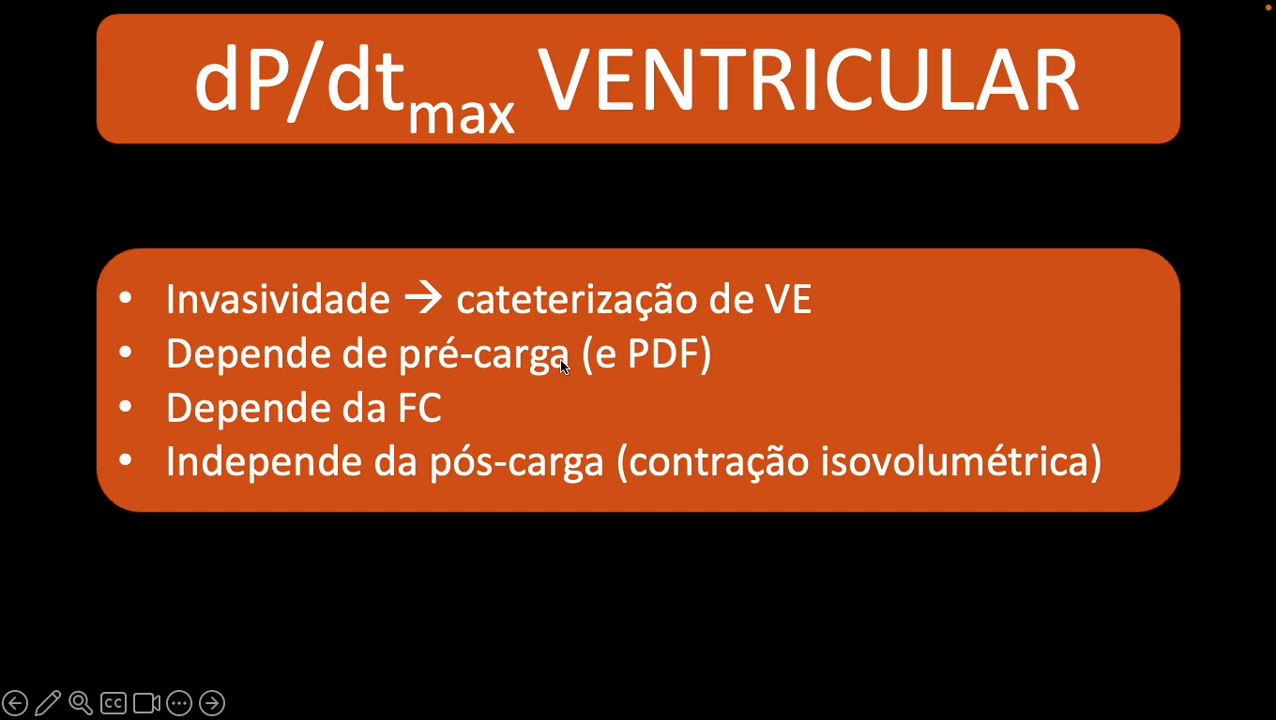 dP/dtmax VENTRICULAR
• Invasividade → cateterização de VE
• Depende de pré-carga (e PDF)
• Depende da FC
• Independe da pós-carga (contração isovolumétrica)
CC